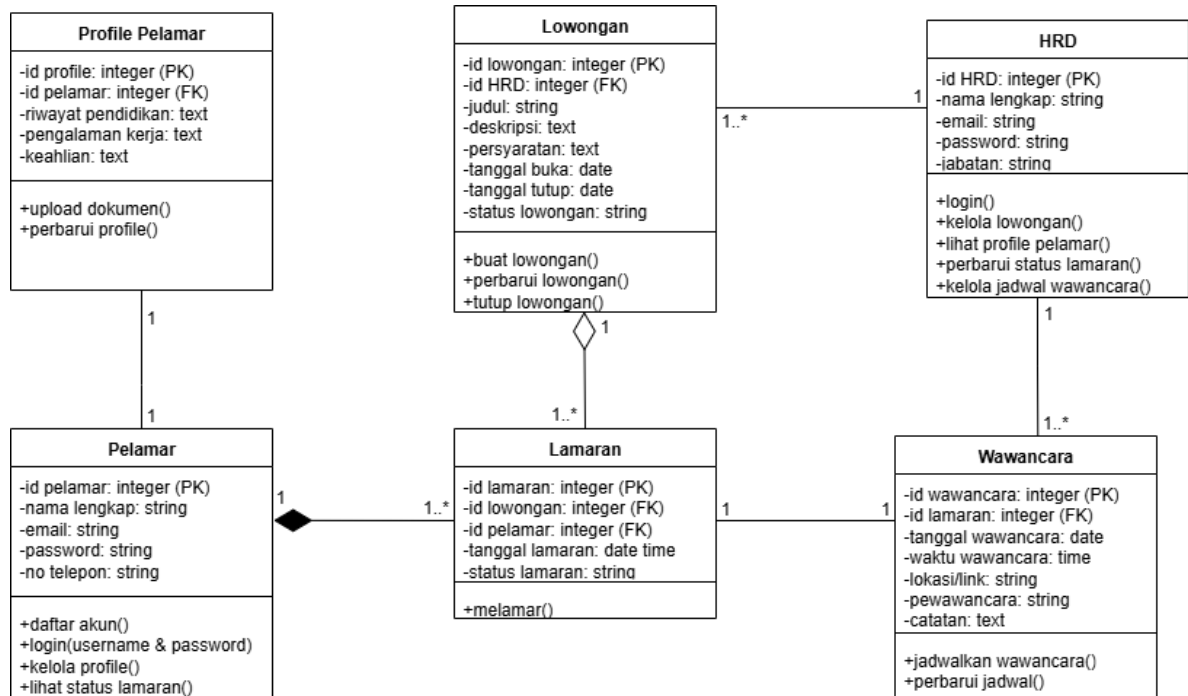 Profile Pelamar
-id profile: integer (PK)
-id pelamar: integer (FK)
-riwayat pendidikan: text
-pengalaman kerja: text
-keahlian: text
+upload dokumen()
+perbarui profile()
Lowongan
-id lowongan: integer (PK)
-id HRD: integer (FK)
-judul: string
-deskripsi: text
-persyaratan: text
-tanggal buka: date
-tanggal tutup: date
-status lowongan: string
+buat lowongan()
+perbarui lowongan()
+tutup lowongan()
HRD
-id HRD: integer (PK)
-nama lengkap: string
-email: string
-password: string
-jabatan: string
+login()
+kelola lowongan()
+lihat profile pelamar()
+perbarui status lamaran()
+kelola jadwal wawancara()
1..*
1
1
1
1
1..*
1
1..*
Pelamar
-id pelamar: integer (PK)
-nama lengkap: string
-email: string
-password: string
-no telepon: string
+daftar akun()
+login(username & password)
+kelola profile()
+lihat status lamaran()
1
1..*
Lamaran
-id lamaran: integer (PK)
-id lowongan: integer (FK)
-id pelamar: integer (FK)
-tanggal lamaran: date time
-status lamaran: string
+melamar()
1
1
Wawancara
-id wawancara: integer (PK)
-id lamaran: integer (FK)
-tanggal wawancara: date
-waktu wawancara: time
-lokasi/link: string
-pewawancara: string
-catatan: text
+jadwalkan wawancara()
+perbarui jadwal()